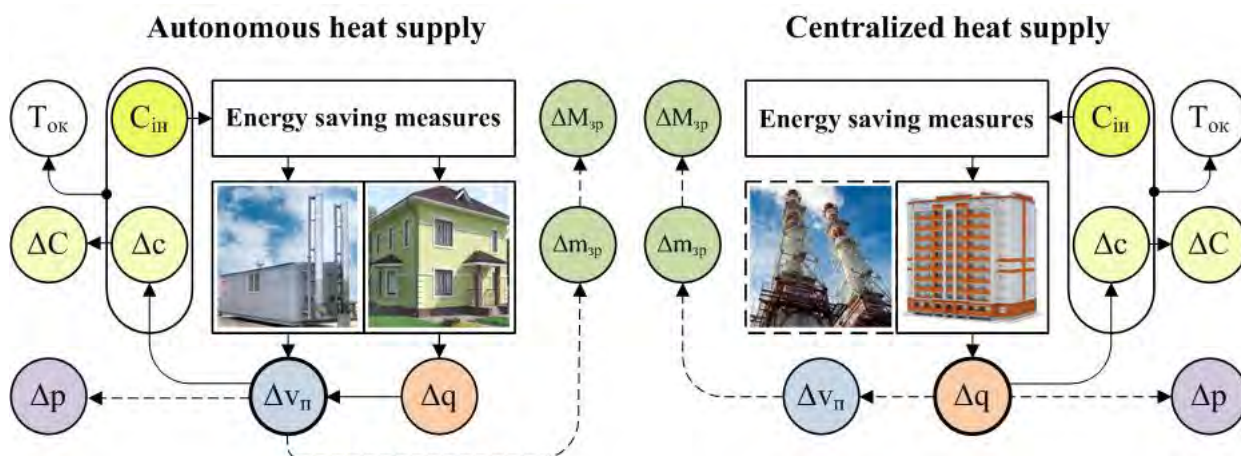 Autonomous heat supply
Centralized heat supply
Tок
Cін
Energy saving measures
ΔMзр
ΔMзр
Energy saving measures
Cін
Tок
ΔC
Δc
Δmзр
Δmзр
Δc
ΔC
Δp
Δvп
Δq
Δvп
Δq
Δp